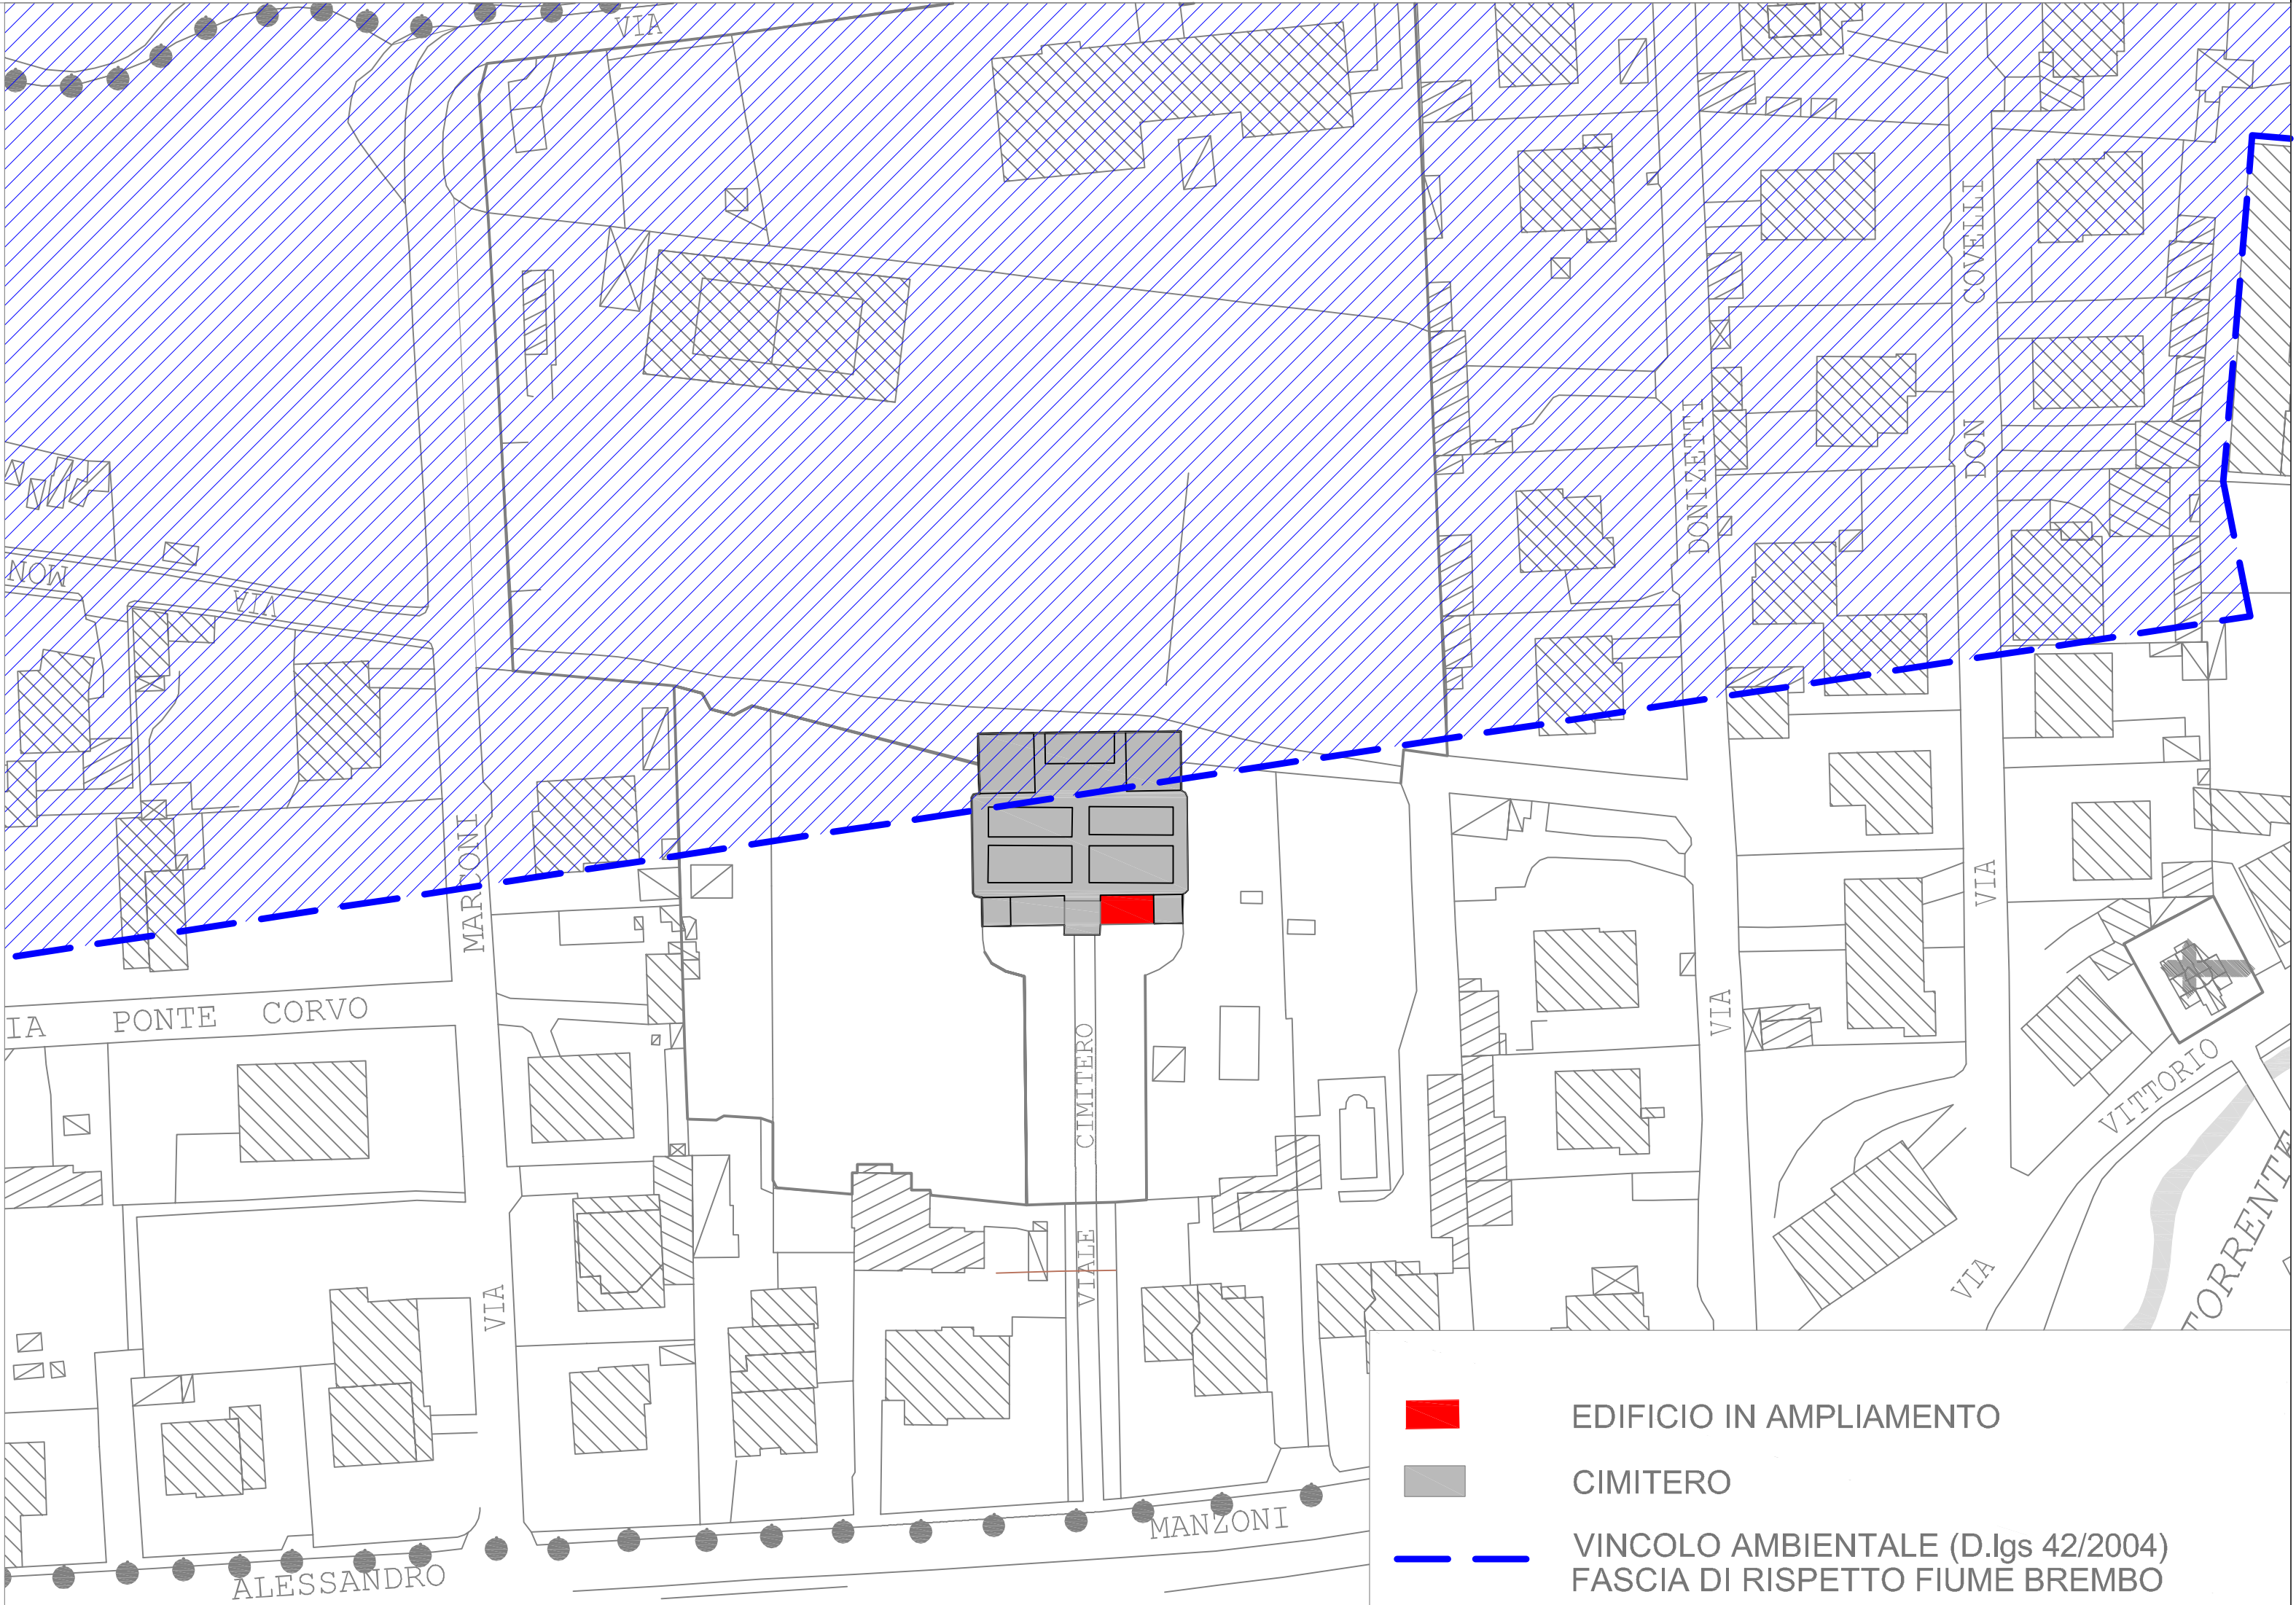 VIA
MON
VIA
DONIZETTI
DON COVELLI
MARCONI
IA PONTE CORVO
VIALE CIMITERO
VIA
VIA
VIA
VITTORIO
VIA
TORRENTE
ALESSANDRO
MANZONI
EDIFICIO IN AMPLIAMENTO
CIMITERO
VINCOLO AMBIENTALE (D.lgs 42/2004)
FASCIA DI RISPETTO FIUME BREMBO